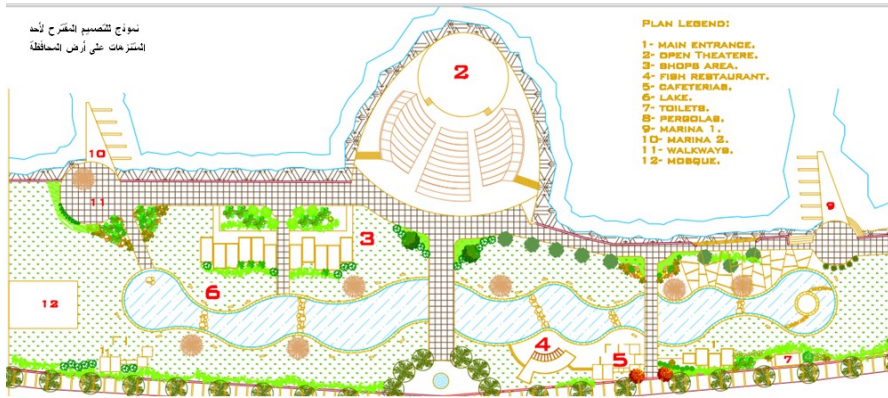 نموذج للتصميم المقترح لأحد
المتنزهات على أرض المحافظة
PLAN LEGEND:
1- MAIN ENTRANCE.
2- OPEN THEATERE.
3- SHOPS AREA.
4- FISH RESTAURANT.
5- CAFETERIAS.
6- LAKE.
7- TOILETS.
8- PERGOLAS.
9- MARINA 1.
10- MARINA 2.
11- WALKWAYS.
12- MOSQUE.
2
10
11
9
3
6
12
4
5
7